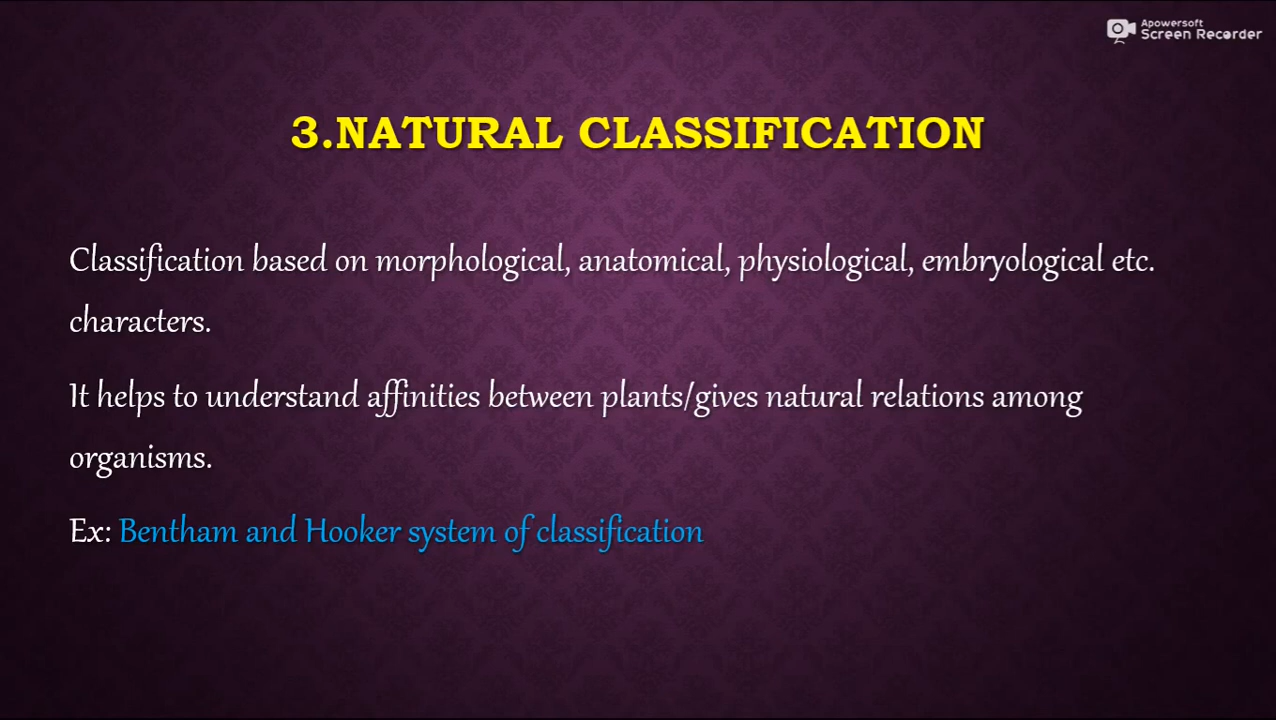 Apowersoft
Screen Recorder
3.NATURAL CLASSIFICATION
Classification based on morphological, anatomical, physiological, embryological etc.
characters.
It helps to understand affinities between plants/gives natural relations among
organisms.
Ex: Bentham and Hooker system of classification